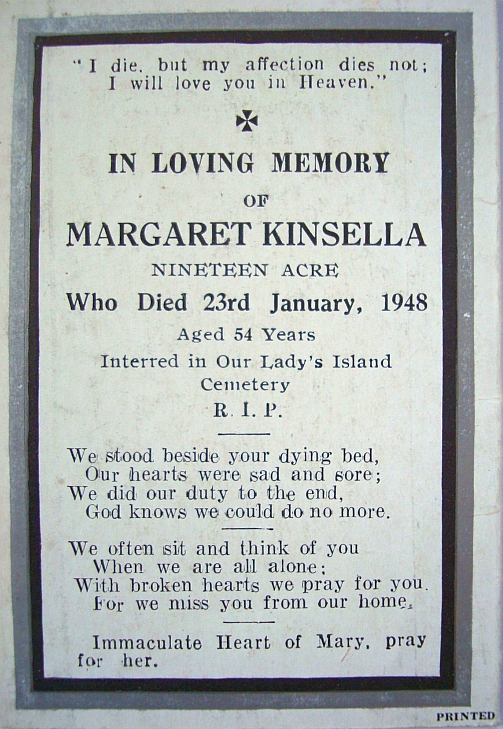 "I die, but my affection dies not;
I will love you in Heaven."
IN LOVING MEMORY
OF
MARGARET KINSELLA
NINETEEN ACRE
Who Died 23rd January, 1948
Aged 54 Years
Interred in Our Lady's Island
Cemetery
R. I. P.
We stood beside your dying bed,
Our hearts were sad and sore;
We did our duty to the end,
God knows we could do no more.
We often sit and think of you
When we are all alone;
With broken hearts we pray for you.
For we miss you from our home.
Immaculate Heart of Mary, pray
for her.
PRINTED